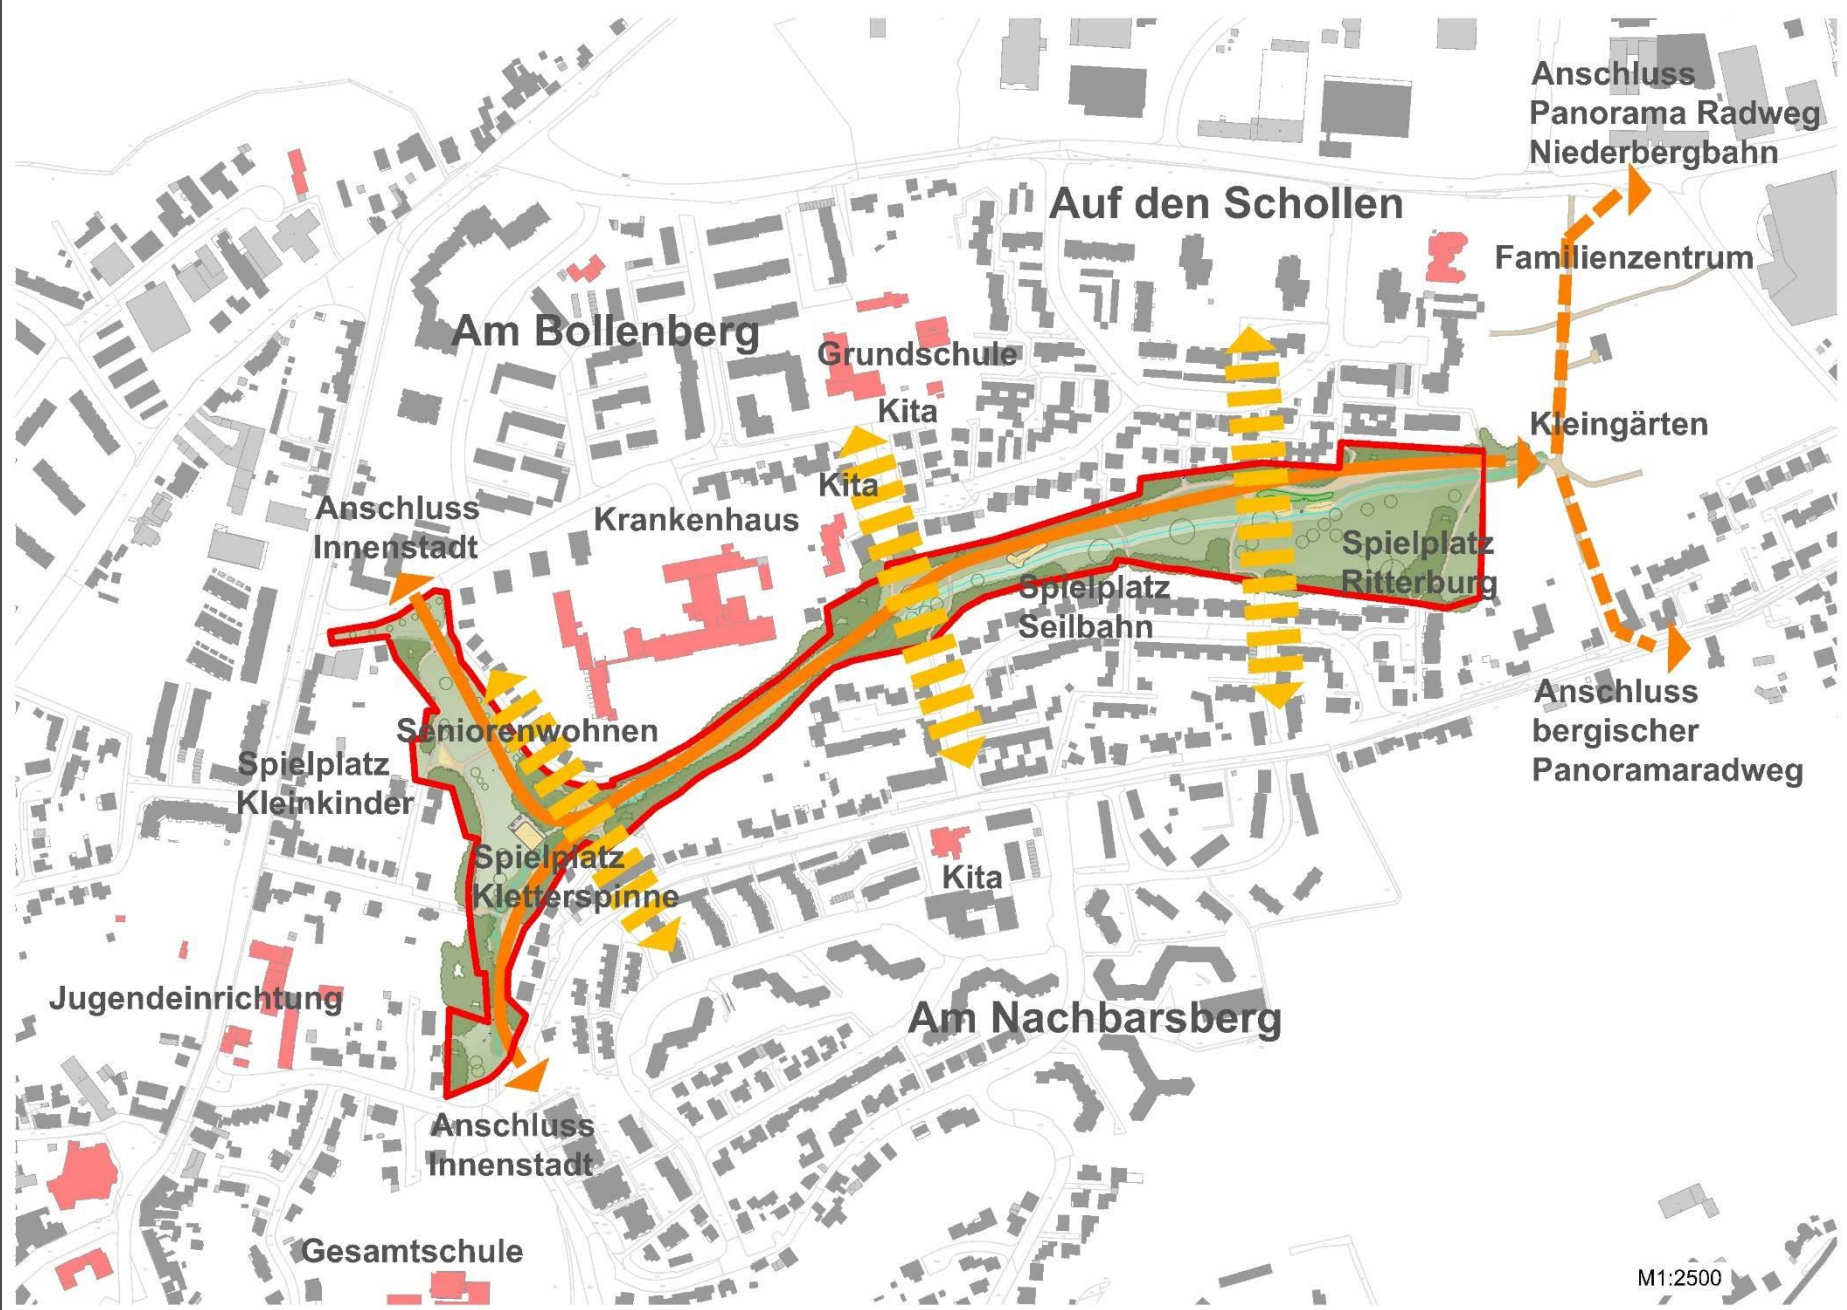 Anschluss
Panorama Radweg
Niederbergbahn
Auf den Schollen
Familienzentrum
Am Bollenberg
Grundschule
Kita
Kleingärten
Kita
Anschluss
Innenstadt
Krankenhaus
Spielplatz
Ritterburg
Spielplatz
Seilbahn
Anschluss
bergischer
Panoramaradweg
Seniorenwohnen
Spielplatz
Kleinkinder
Spielplatz
Kletterspinne
Kita
Jugendeinrichtung
Am Nachbarsberg
Anschluss
Innenstadt
Gesamtschule
M1:2500